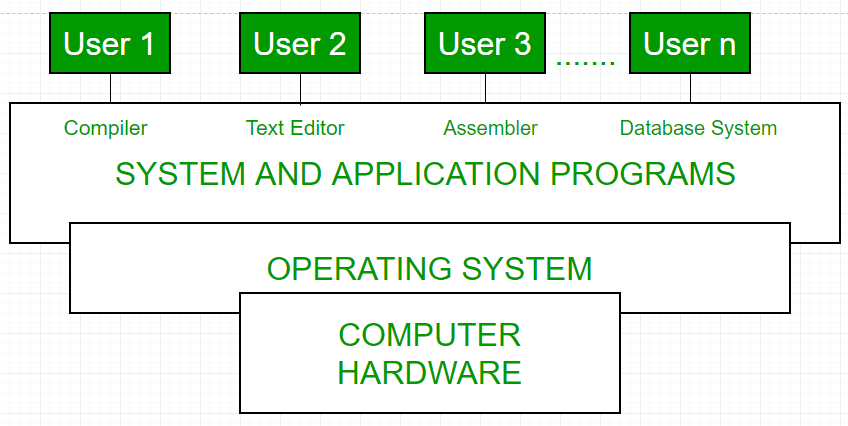 User 1 User 2 User 3 ....... User n
Compiler Text Editor Assembler Database System
SYSTEM AND APPLICATION PROGRAMS
OPERATING SYSTEM
COMPUTER
HARDWARE